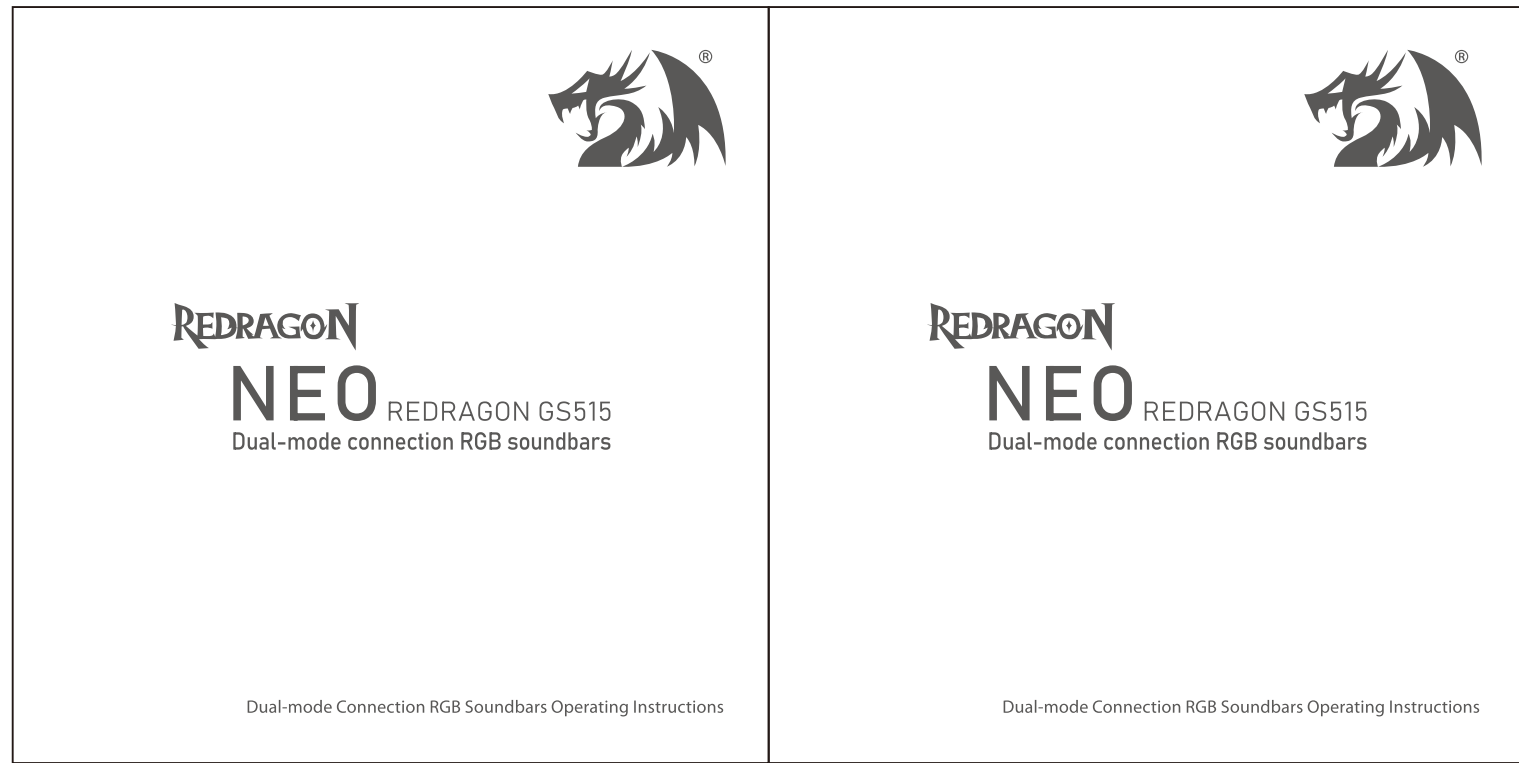 ®
REDRAGON
NEO REDRAGON GS515
Dual-mode connection RGB soundbars
Dual-mode Connection RGB Soundbars Operating Instructions
®
REDRAGON
NEO REDRAGON GS515
Dual-mode connection RGB soundbars
Dual-mode Connection RGB Soundbars Operating Instructions